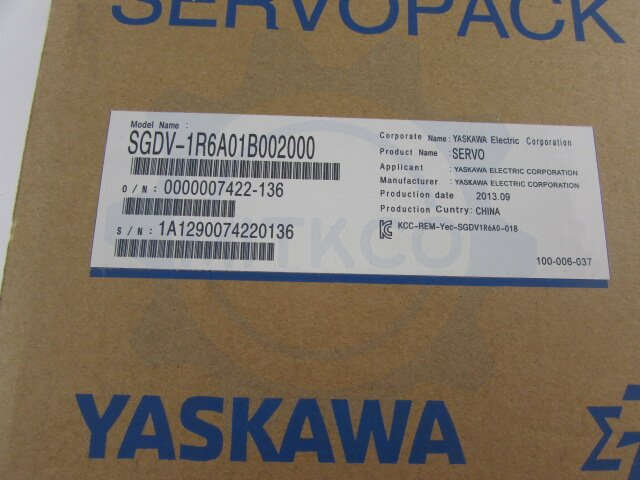 SERVOPACK
Model Name :
SGDV-1R6A01B002000
O/N: 0000007422-136
S/N: 1A1290074220136
Corporate Name: YASKAWA Electric Corporation
Product Name : SERVO
Applicant : YASKAWA ELECTRIC CORPORATION
Manufacturer : YASKAWA ELECTRIC CORPORATION
Production date : 2013.09
Production Cuntry: CHINA
KCC-REM-Yec-SGDV1R6A0-018
100-006-037
YASKAWA